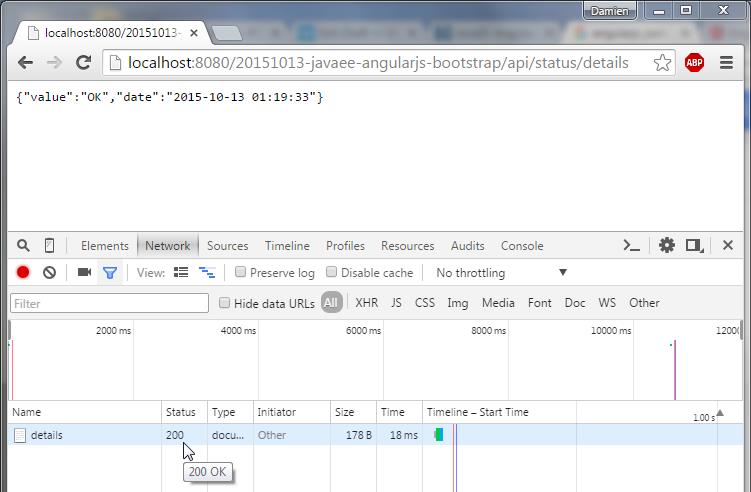 Damien
localhost:8080/20151013-
localhost:8080/20151013-javaee-angularjs-bootstrap/api/status/details
ABP
{"value":"OK","date":"2015-10-13 01:19:33"}
Elements Network Sources Timeline Profiles Resources Audits Console
View: Preserve log Disable cache No throttling
Filter Hide data URLs All XHR JS CSS Img Media Font Doc WS Other
2000 ms 4000 ms 6000 ms 8000 ms 10000 ms 12000
Name Status Type Initiator Size Time Timeline – Start Time
1.00 s
details 200 docu... Other 178 B 18 ms
200 OK